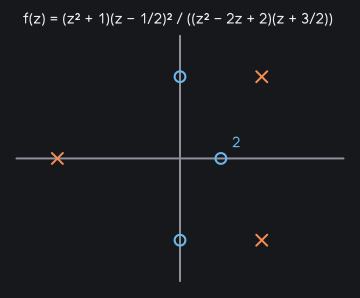 f(z) = (z² + 1)(z − 1/2)² / ((z² − 2z + 2)(z + 3/2))
2